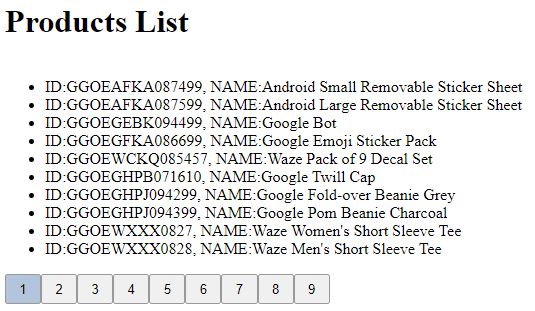 Products List
ID:GGOEAFKA087499, NAME:Android Small Removable Sticker Sheet
ID:GGOEAFKA087599, NAME:Android Large Removable Sticker Sheet
ID:GGOEGEBK094499, NAME:Google Bot
ID:GGOEGFKA086699, NAME:Google Emoji Sticker Pack
ID:GGOEWCKQ085457, NAME:Waze Pack of 9 Decal Set
ID:GGOEGHPB071610, NAME:Google Twill Cap
ID:GGOEGHPJ094299, NAME:Google Fold-over Beanie Grey
ID:GGOEGHPJ094399, NAME:Google Pom Beanie Charcoal
ID:GGOEWXXX0827, NAME:Waze Women's Short Sleeve Tee
ID:GGOEWXXX0828, NAME:Waze Men's Short Sleeve Tee
1 2 3 4 5 6 7 8 9